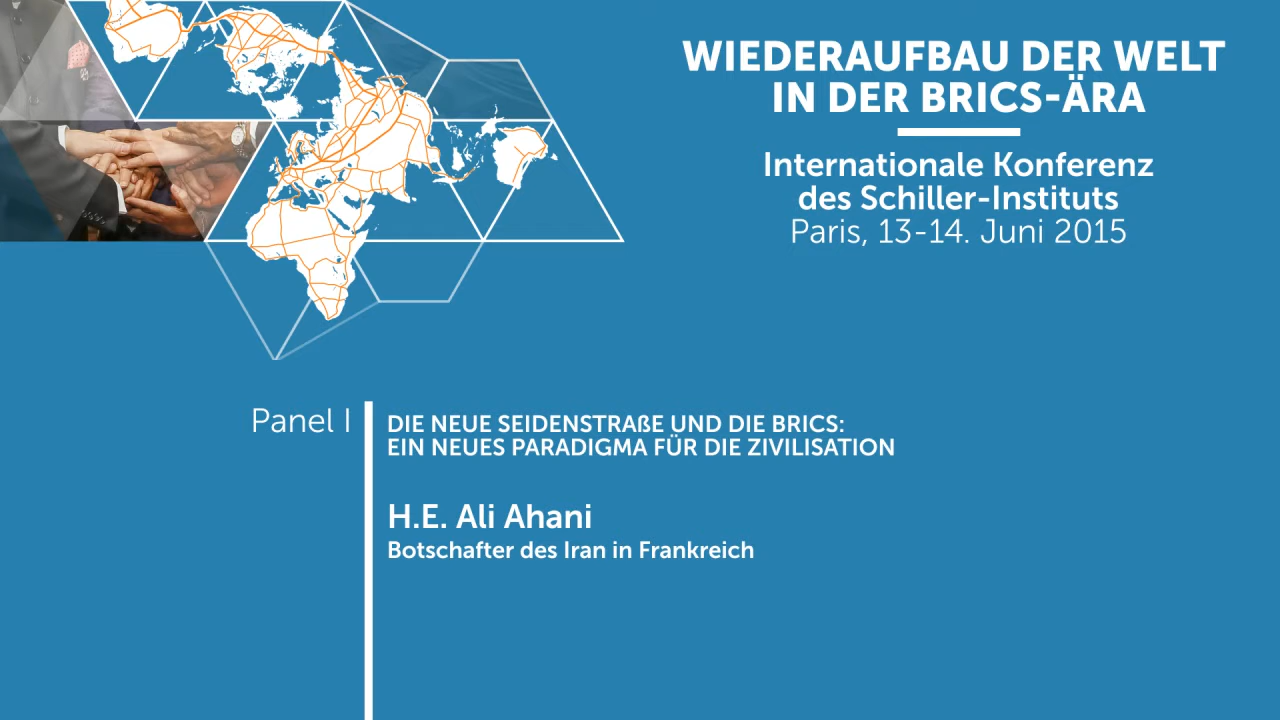 WIEDERAUFBAU DER WELT
IN DER BRICS-ÄRA
Internationale Konferenz
des Schiller-Instituts
Paris, 13-14. Juni 2015
Panel I
DIE NEUE SEIDENSTRAßE UND DIE BRICS:
EIN NEUES PARADIGMA FÜR DIE ZIVILISATION
H.E. Ali Ahani
Botschafter des Iran in Frankreich